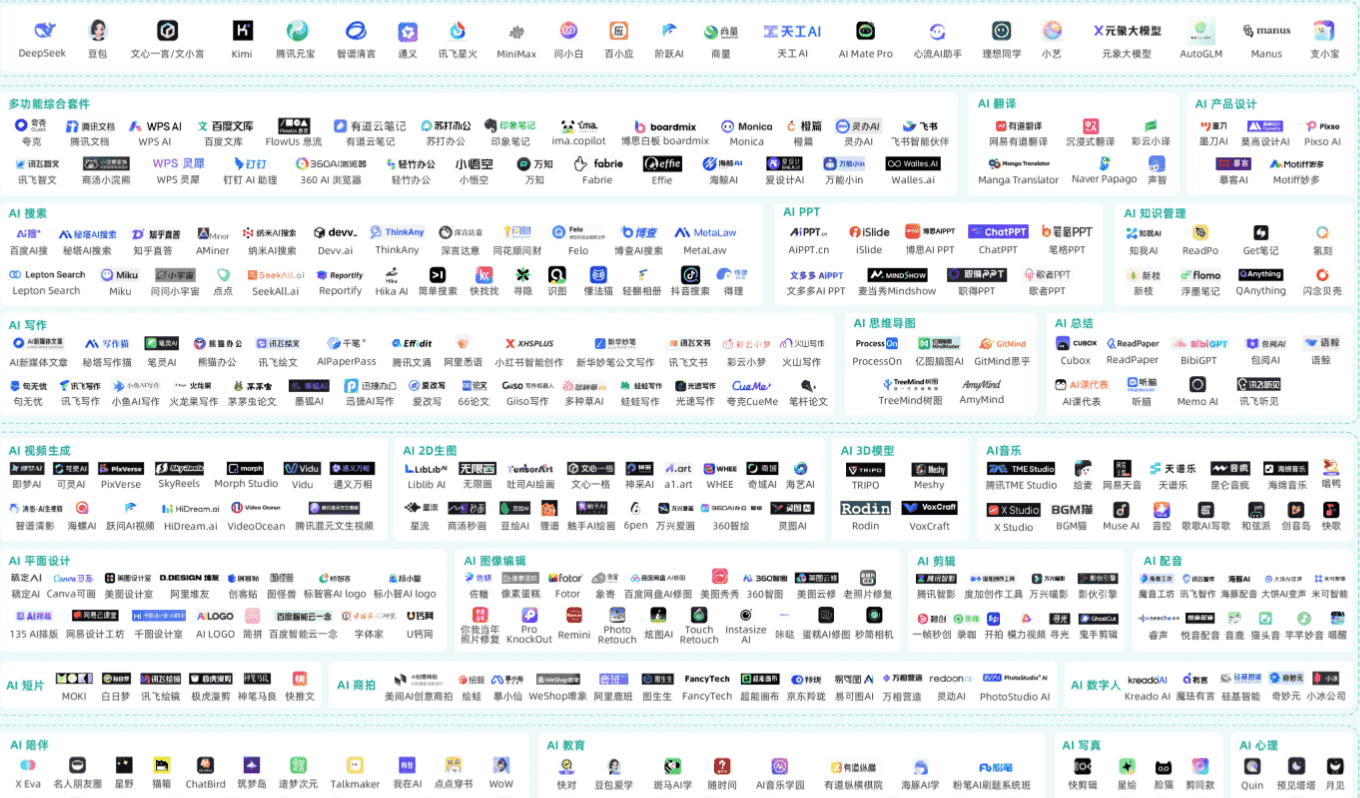 商量 天工AI X元象大模型 manus
DeepSeek 豆包 文心一言/文小言 Kimi 腾讯元宝 智谱清言 通义 讯飞星火 MiniMax 问小白 百小应 阶跃AI 商量 天工AI AI Mate Pro 心流AI助手 理想同学 小艺 元象大模型 AutoGLM Manus 支小宝
多功能综合套件
夸克 腾讯文档 WPS AI 百度文库 FlowUs 息流 有道云笔记 苏打办公 印象笔记 ima.copilot 博思白板 boardmix Monica 橙篇 灵办AI 飞书智能伙伴
讯飞智文 商汤小浣熊 WPS 灵犀 钉钉 AI 助理 360 AI 浏览器 轻竹办公 小悟空 万知 Fabrie Effie 海鲸AI 爱设计AI 万能小in Walles.ai
AI 翻译
网易有道翻译 沉浸式翻译 彩云小译
Manga Translator Naver Papago 声智
AI 产品设计
墨刀AI 莫高设计AI Pixso AI
摹客AI Motiff妙多
AI 搜索
百度AI搜 秘塔AI搜索 知乎直答 AMiner 纳米AI搜索 Devv.ai ThinkAny 深言达意 同花顺问财 Felo 博查AI搜索 MetaLaw
Lepton Search Miku 问问小宇宙 点点 SeekAll.ai Reportify Hika AI 简单搜索 快找找 寻隐 识图 懂法猫 轻翻相册 抖音搜索 得理
AI PPT
AiPPT.cn iSlide 博思AI PPT ChatPPT 笔格PPT
文多多AI PPT 麦当秀Mindshow 职得PPT 歌者PPT
AI 知识管理
知我AI ReadPo Get笔记 氢刻
新枝 浮墨笔记 QAnything 闪念贝壳
AI 写作
AI新媒体文章 秘塔写作猫 笔灵AI 熊猫办公 讯飞绘文 AIPaperPass 腾讯文涌 阿里悉语 小红书智能创作 新华妙笔公文写作 讯飞文书 彩云小梦 火山写作
句无忧 讯飞写作 小鱼AI写作 火龙果写作 茅茅虫论文 墨狐AI 迅捷AI写作 爱改写 66论文 Giiso写作 多种草AI 蛙蛙写作 光速写作 夸克CueMe 笔杆论文
AI 思维导图
ProcessOn 亿图脑图AI GitMind思乎
TreeMind树图 AmyMind
AI 总结
Cubox ReadPaper BibiGPT 包阅AI 语鲸
AI课代表 听脑 Memo AI 讯飞听见
AI 视频生成
即梦AI 可灵AI PixVerse SkyReels Morph Studio Vidu 通义万相
智谱清影 海螺AI 跃问AI视频 HiDream.ai VideoOcean 腾讯混元文生视频
AI 2D生图
Liblib AI 无限画 吐司AI绘画 文心一格 神采AI a1.art WHEE 奇域AI 海艺AI
星流 商汤秒画 豆绘AI 狸谱 触手AI绘画 6pen 万兴爱画 360智绘 灵图AI
AI 3D模型
TRIPO Meshy
Rodin VoxCraft
AI音乐
腾讯TME Studio 给麦 网易天音 天谱乐 昆仑音疯 海绵音乐 唱鸭
X Studio BGM猫 Muse AI 音控 歌歌AI写歌 和弦派 创音岛 快歌
AI 平面设计
稿定AI Canva可画 美图设计室 阿里堆友 创客贴 图怪兽 标智客AI logo 标小智AI logo
135 AI排版 网易设计工坊 千图设计室 AI LOGO 简拼 百度智能云一念 字体家 U钙网
AI 图像编辑
佐糖 像素蛋糕 Fotor 象寄 百度网盘AI修图 美图秀秀 360智图 美图云修 老照片修复
你我当年照片修复 Pro KnockOut Remini Photo Retouch 炫图AI Touch Retouch Instasize AI 咔哒 蛋糕AI修图 秒简相机
AI 剪辑
腾讯智影 度加创作工具 万兴喵影 影忆引擎
一帧秒创 录咖 开拍 模力视频 寻光 鬼手剪辑
AI 配音
魔音工坊 讯飞智作 海豚配音 大饼AI变声 米可智能
睿声 悦音配音 音鹿 猫头音 芊芊妙音 唱醒
AI 短片
MOKI 白日梦 讯飞绘镜 极虎漫剪 神笔马良 快推文
AI 商拍
美间AI创意商拍 绘蛙 摹小仙 WeShop唯象 阿里鹿班 图生生 FancyTech 超能画布 京东羚珑 易可图AI 万相营造 灵动AI PhotoStudio AI
AI 数字人
Kreado AI 魔珐有言 硅基智能 奇妙元 小冰公司
AI 陪伴
X Eva 名人朋友圈 星野 猫箱 ChatBird 筑梦岛 造梦次元 Talkmaker 我在AI 点点穿书 WoW
AI 教育
快对 豆包爱学 斑马AI学 随时问 AI音乐学园 有道纵横棋院 海豚AI学 粉笔AI刷题系统班
AI 写真
快剪辑 星绘 脸猫 剪同款
AI 心理
Quin 预见塔塔 月见